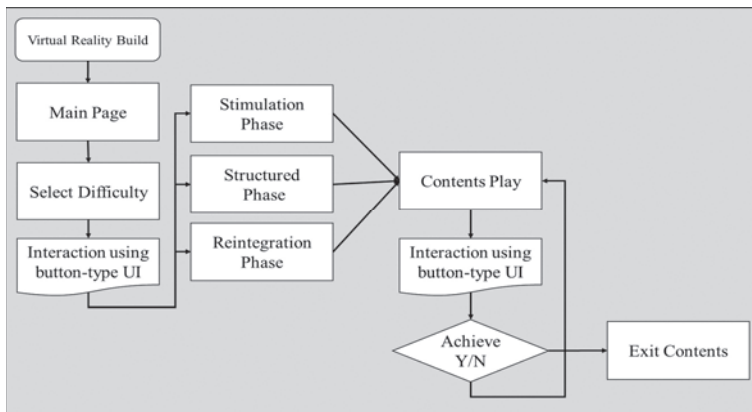 Virtual Reality Build
Main Page
Select Difficulty
Interaction using
button-type UI
Stimulation
Phase
Structured
Phase
Reintegration
Phase
Contents Play
Interaction using
button-type UI
Achieve
Y/N
Exit Contents